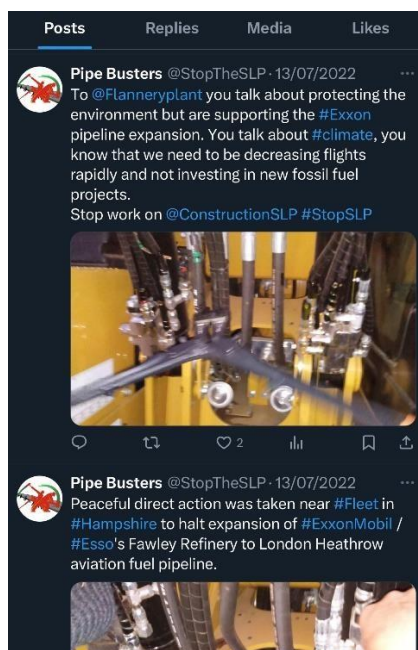 Posts Replies Media Likes
Pipe Busters @StopTheSLP · 13/07/2022 ...
To @Flanneryplant you talk about protecting the
environment but are supporting the #Exxon
pipeline expansion. You talk about #climate, you
know that we need to be decreasing flights
rapidly and not investing in new fossil fuel
projects.
Stop work on @ConstructionSLP #StopSLP
2
Pipe Busters @StopTheSLP · 13/07/2022 ...
Peaceful direct action was taken near #Fleet in
#Hampshire to halt expansion of #ExxonMobil /
#Esso's Fawley Refinery to London Heathrow
aviation fuel pipeline.